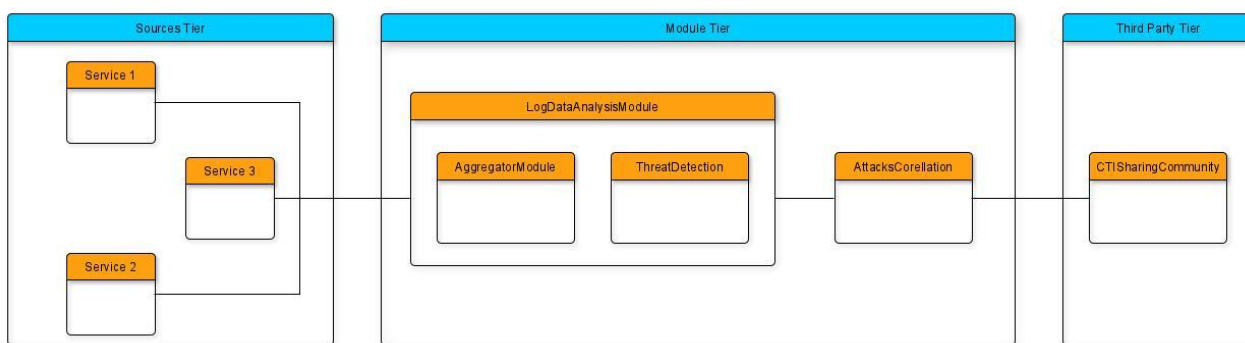 Sources Tier
Module Tier
Third Party Tier
Service 1
LogDataAnalysisModule
AggregatorModule
ThreatDetection
AttacksCorellation
CTISharingCommunity
Service 3
Service 2